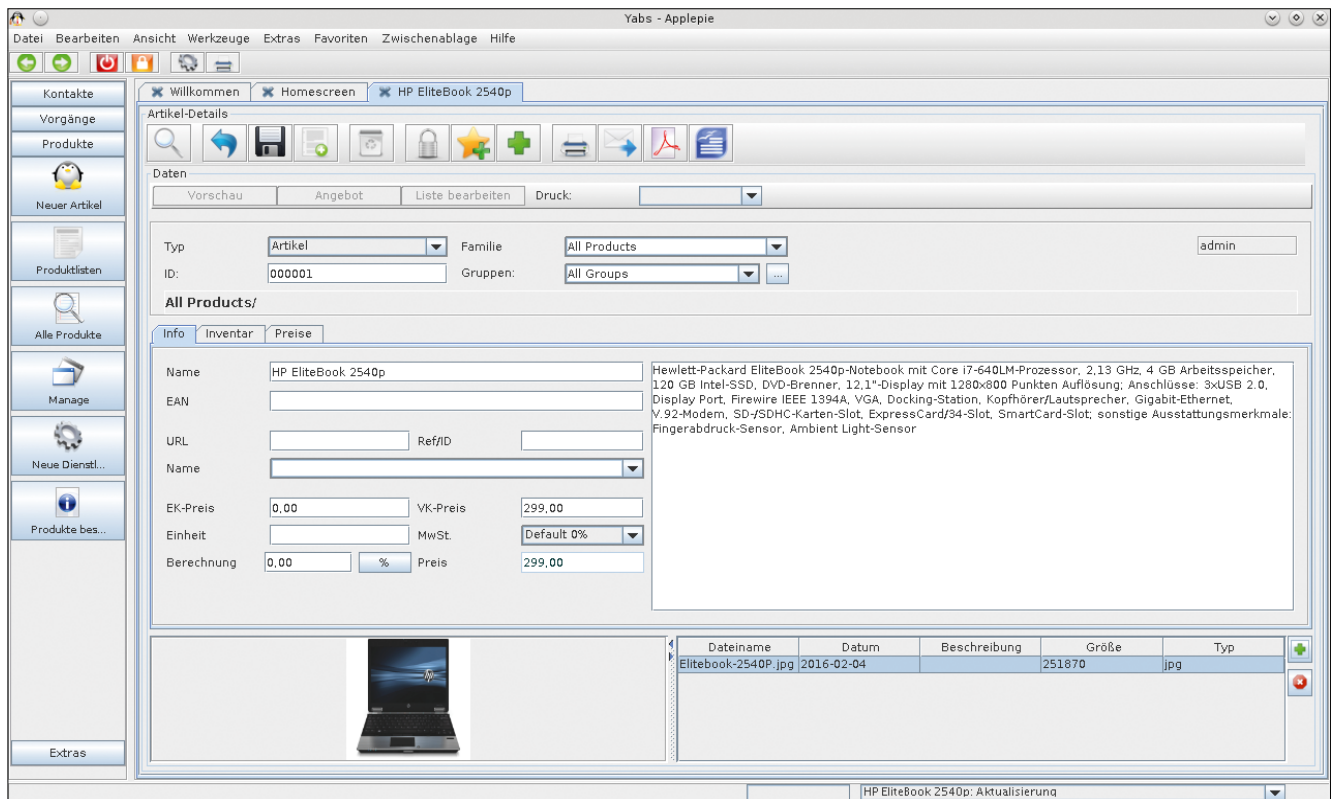 Yabs - Applepie
Datei Bearbeiten Ansicht Werkzeuge Extras Favoriten Zwischenablage Hilfe
Kontakte
Vorgänge
Produkte
Neuer Artikel
Produktlisten
Alle Produkte
Manage
Neue Dienstl...
Produkte bes...
Extras
Willkommen Homescreen HP EliteBook 2540p
Artikel-Details
Daten
Vorschau Angebot Liste bearbeiten Druck:
Typ Artikel Familie All Products admin
ID: 000001 Gruppen: All Groups ...
All Products/
Info Inventar Preise
Name HP EliteBook 2540p
EAN
URL Ref/ID
Name
EK-Preis 0,00 VK-Preis 299,00
Einheit MwSt. Default 0%
Berechnung 0,00 % Preis 299,00
Hewlett-Packard EliteBook 2540p-Notebook mit Core i7-640LM-Prozessor, 2,13 GHz, 4 GB Arbeitsspeicher,
120 GB Intel-SSD, DVD-Brenner, 12,1"-Display mit 1280x800 Punkten Auflösung; Anschlüsse: 3xUSB 2.0,
Display Port, Firewire IEEE 1394A, VGA, Docking-Station, Kopfhörer/Lautsprecher, Gigabit-Ethernet,
V.92-Modem, SD-/SDHC-Karten-Slot, ExpressCard/34-Slot, SmartCard-Slot; sonstige Ausstattungsmerkmale:
Fingerabdruck-Sensor, Ambient Light-Sensor
Dateiname Datum Beschreibung Größe Typ
Elitebook-2540P.jpg 2016-02-04 251870 jpg
HP EliteBook 2540p: Aktualisierung